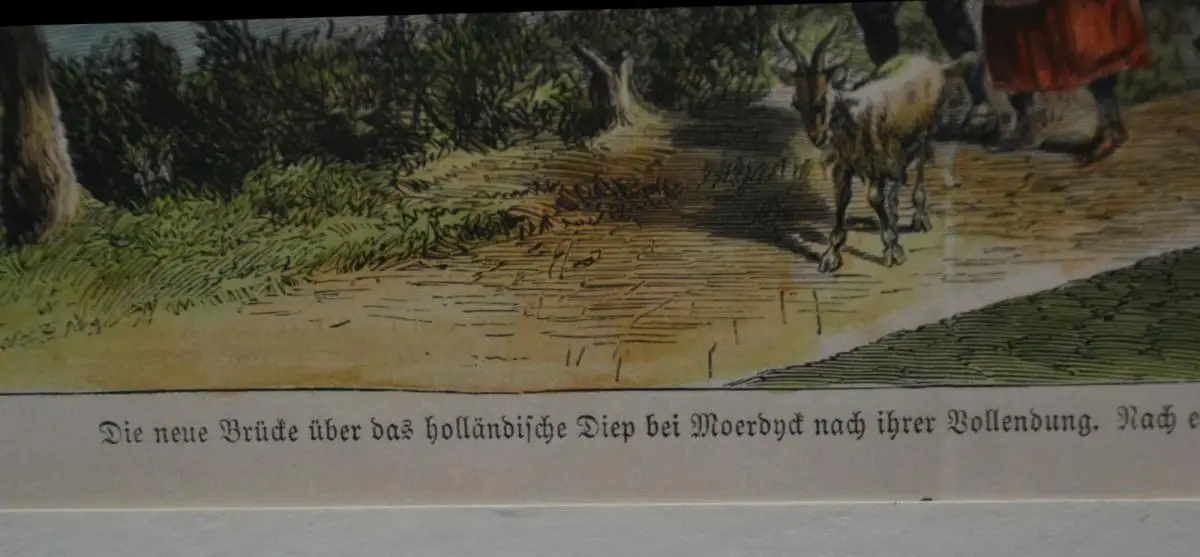 Die neue Brücke über das holländische Diep bei Moerdyck nach ihrer Vollendung. Nach e